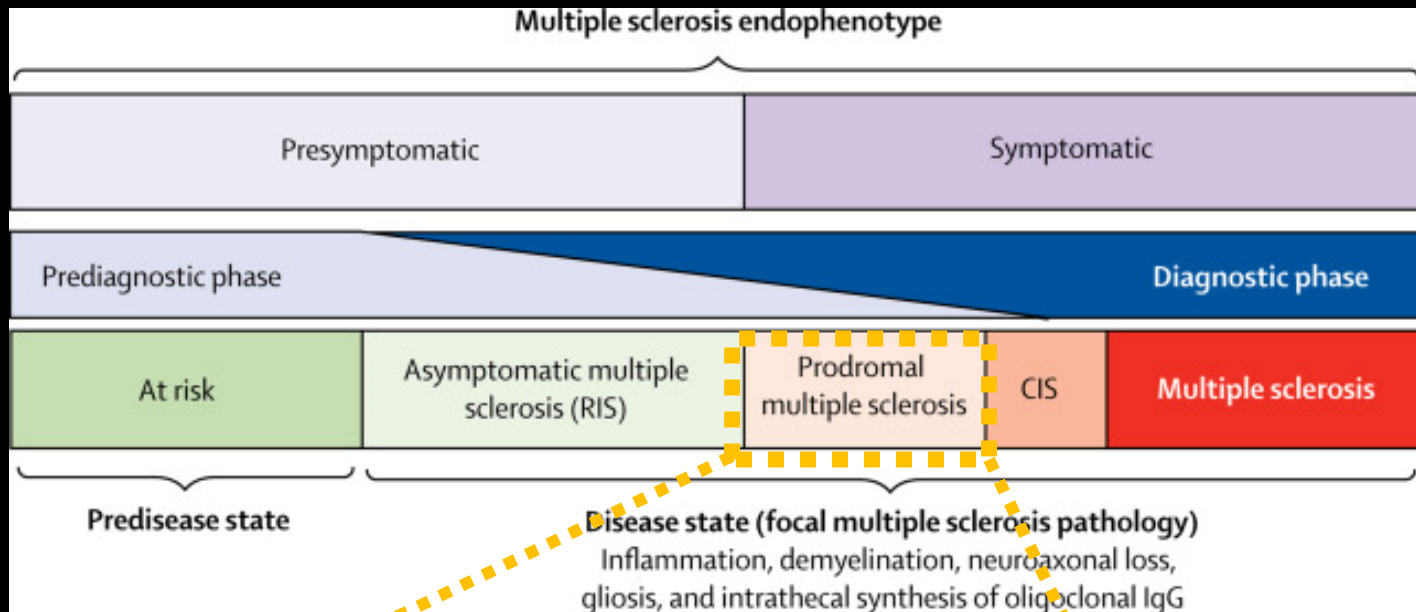 Multiple sclerosis endophenotype
Presymptomatic
Symptomatic
Prediagnostic phase
Diagnostic phase
At risk
Asymptomatic multiple
sclerosis (RIS)
Prodromal
multiple sclerosis
CIS
Multiple sclerosis
Predisease state
Disease state (focal multiple sclerosis pathology)
Inflammation, demyelination, neuroaxonal loss,
gliosis, and intrathecal synthesis of oligoclonal IgG